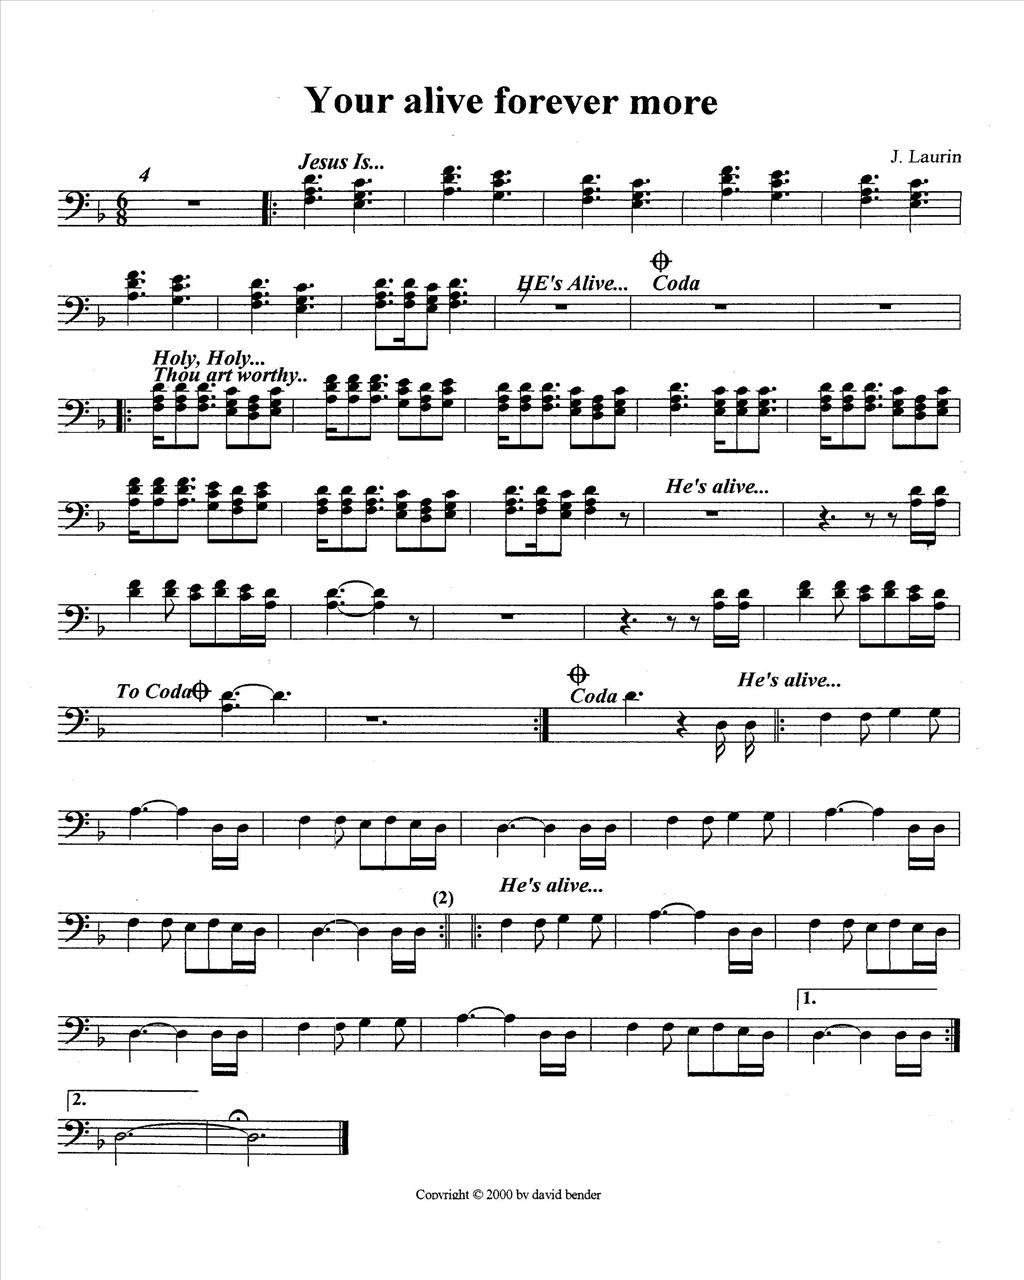 Your alive forever more
J. Laurin
4
Jesus Is...
6
8
HE's Alive... Coda
Holy, Holy...
Thou art worthy..
He's alive...
To Coda
Coda
He's alive...
(2)
He's alive...
1.
2.
Copyright © 2000 by david bender